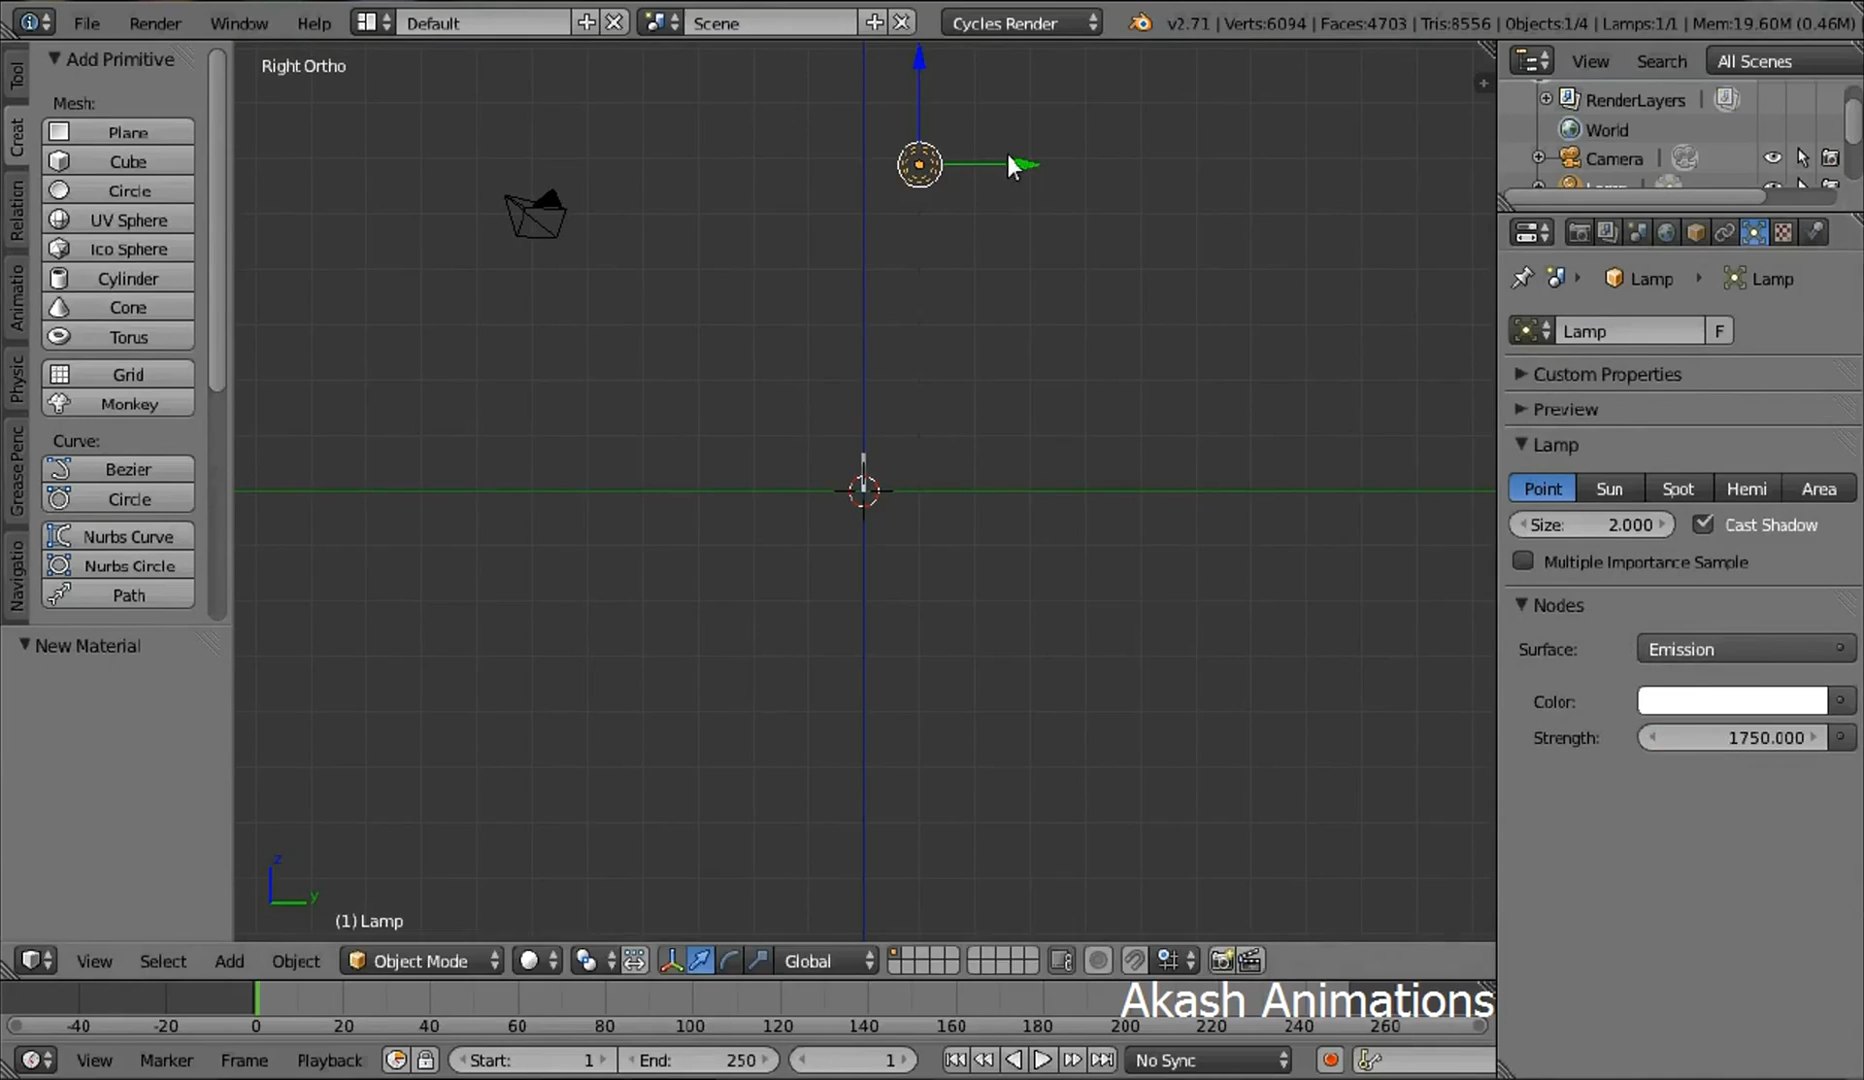 File Render Window Help Default Scene Cycles Render v2.71 | Verts:6094 | Faces:4703 | Tris:8556 | Objects:1/4 | Lamps:1/1 | Mem:19.60M (0.46M)
Add Primitive
Mesh:
Plane
Cube
Circle
UV Sphere
Ico Sphere
Cylinder
Cone
Torus
Grid
Monkey
Curve:
Bezier
Circle
Nurbs Curve
Nurbs Circle
Path
New Material
Tool
Creat
Relation
Animatio
Physic
Grease Penc
Navigatio
Right Ortho
z
y
(1) Lamp
View Search All Scenes
RenderLayers
World
Camera
Lamp Lamp
Lamp F
Custom Properties
Preview
Lamp
Point Sun Spot Hemi Area
Size: 2.000 Cast Shadow
Multiple Importance Sample
Nodes
Surface: Emission
Color:
Strength: 1750.000
View Select Add Object Object Mode Global
Akash Animations
-40 -20 0 20 40 60 80 100 120 140 160 180 200 220 240 260
View Marker Frame Playback Start: 1 End: 250 1 No Sync